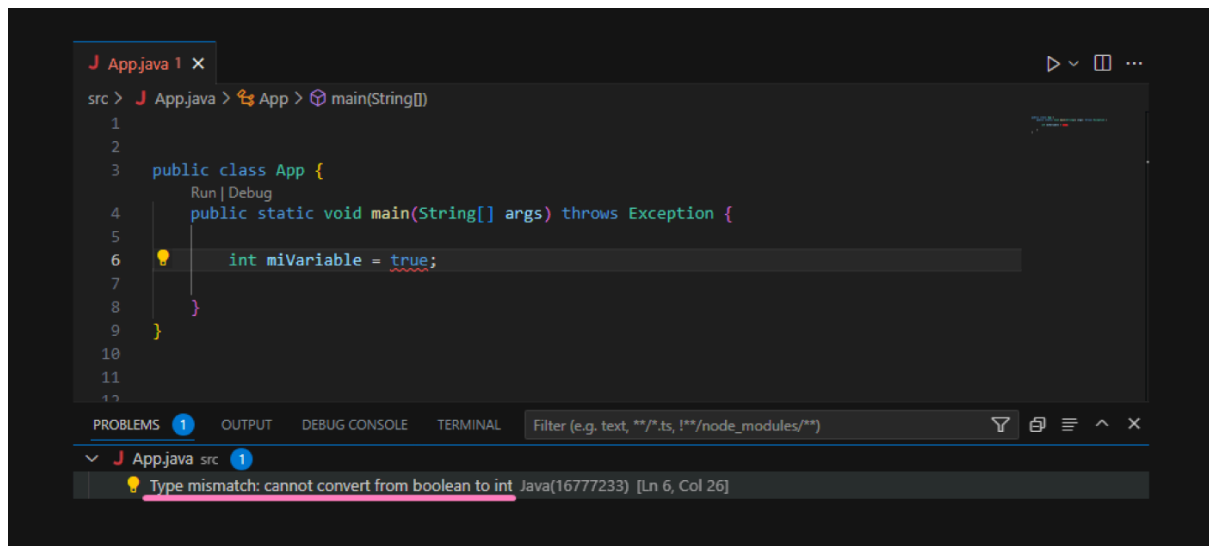 App.java 1
src > App.java > App > main(String[])
1
2
3 public class App {
Run | Debug
4 public static void main(String[] args) throws Exception {
5
6 int miVariable = true;
7
8 }
9 }
10
11
12
PROBLEMS 1 OUTPUT DEBUG CONSOLE TERMINAL Filter (e.g. text, **/*.ts, !**/node_modules/**)
App.java src 1
Type mismatch: cannot convert from boolean to int Java(16777233) [Ln 6, Col 26]